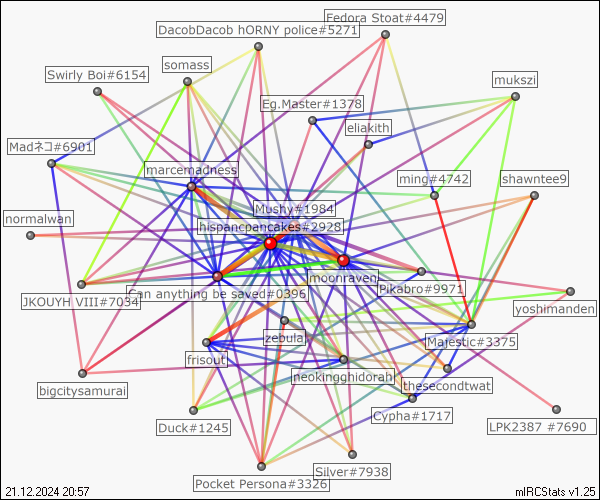 Fedora Stoat#4479
DacobDacob hORNY police#5271
somass
Swirly Boi#6154
mukszi
Eg.Master#1378
eliakith
Madネコ#6901
marcemadness
ming#4742
shawntee9
Mushy#1984
normalwan
hispancpancakes#2928
moonraven
Pikabro#9971
JKOUYH VIII#7034
Can anything be saved#0396
yoshimanden
zebulaj
Majestic#3375
frisout
neokingghidorah
thesecondtwat
bigcitysamurai
Cypha#1717
Duck#1245
LPK2387 #7690
Silver#7938
Pocket Persona#3326
21.12.2024 20:57
mIRCStats v1.25